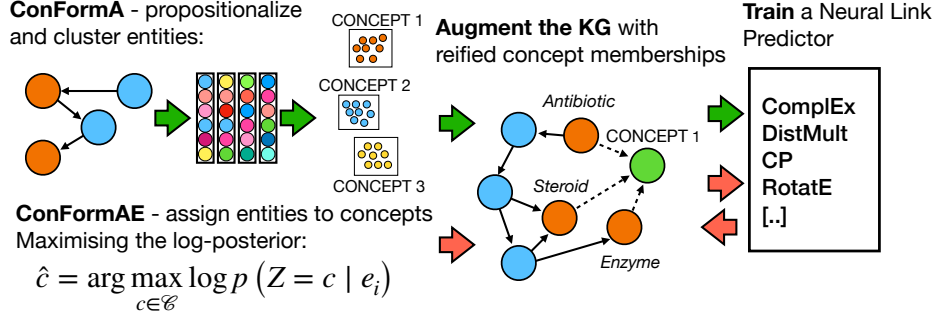 ConFormA - propositionalize
and cluster entities:
CONCEPT 1
CONCEPT 2
CONCEPT 3
ConFormAE - assign entities to concepts
Maximising the log-posterior:
ĉ = arg max log p (Z = c | e_i)
c∈𝒞
Augment the KG with
reified concept memberships
Antibiotic
CONCEPT 1
Steroid
Enzyme
Train a Neural Link
Predictor
ComplEx
DistMult
CP
RotatE
[..]